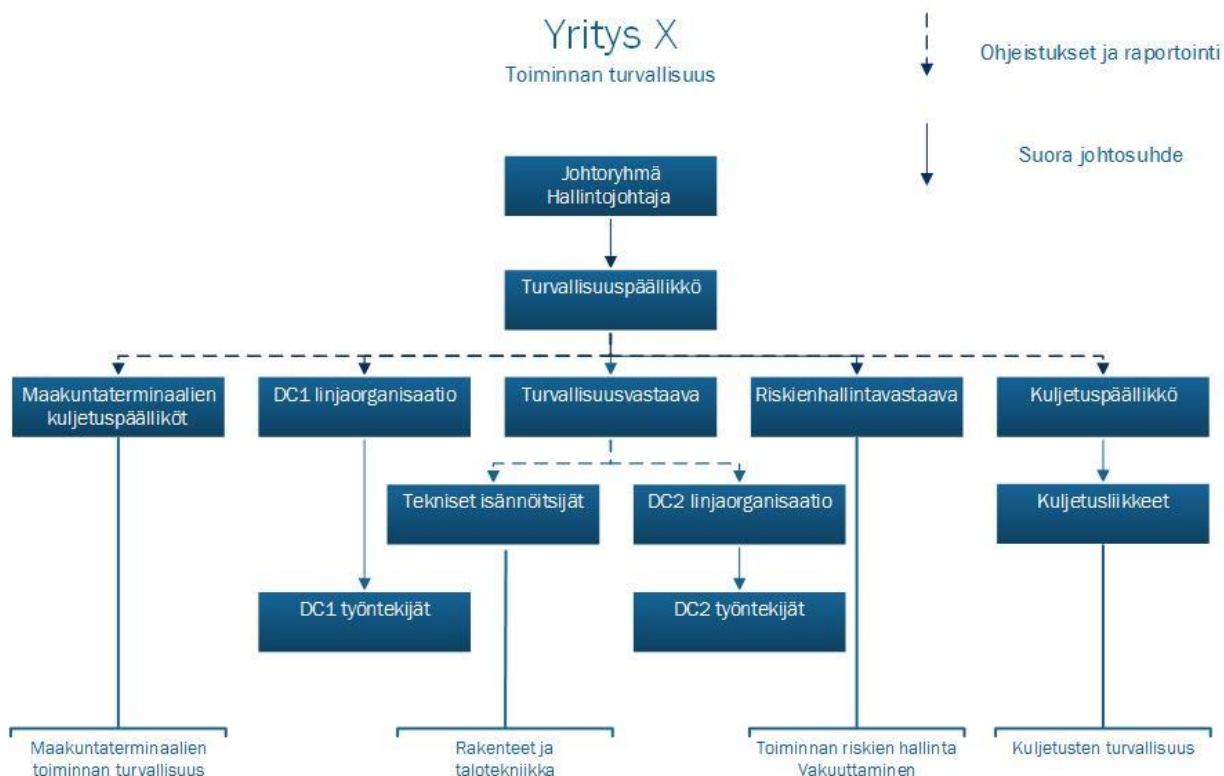 Yritys X
Toiminnan turvallisuus
Ohjeistukset ja raportointi
Suora johtosuhde
Johtoryhmä
Hallintojohtaja
Turvallisuuspäällikkö
Maakuntaterminaalien
kuljetuspäälliköt
DC1 linjaorganisaatio
Turvallisuusvastaava
Riskienhallintavastaava
Kuljetuspäällikkö
Tekniset isännöitsijät
DC2 linjaorganisaatio
Kuljetusliikkeet
DC1 työntekijät
DC2 työntekijät
Maakuntaterminaalien
toiminnan turvallisuus
Rakenteet ja
talotekniikka
Toiminnan riskien hallinta
Vakuuttaminen
Kuljetusten turvallisuus